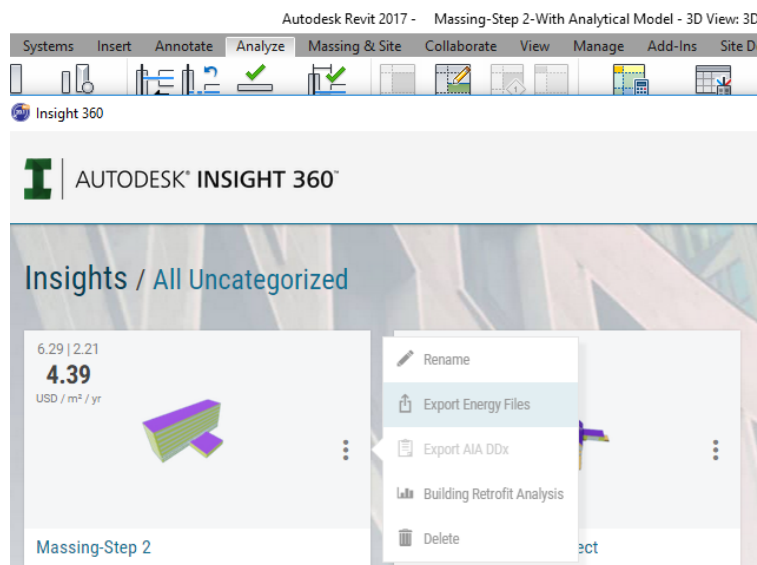 Autodesk Revit 2017 - Massing-Step 2-With Analytical Model - 3D View: 3D
Systems Insert Annotate Analyze Massing & Site Collaborate View Manage Add-Ins Site D
Insight 360
AUTODESK® INSIGHT 360™
Insights / All Uncategorized
6.29 | 2.21
4.39
USD / m² / yr
Rename
Export Energy Files
Export AIA DDx
Building Retrofit Analysis
Delete
Massing-Step 2
ect